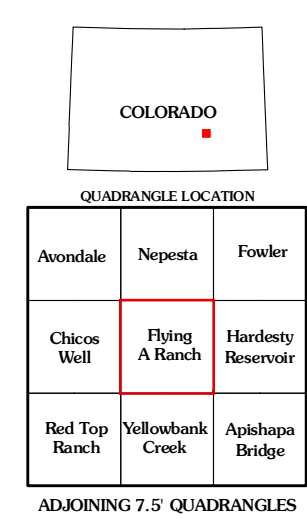 COLORADO
QUADRANGLE LOCATION
Avondale
Nepesta
Fowler
Chicos
Well
Flying
A Ranch
Hardesty
Reservoir
Red Top
Ranch
Yellowbank
Creek
Apishapa
Bridge
ADJOINING 7.5' QUADRANGLES